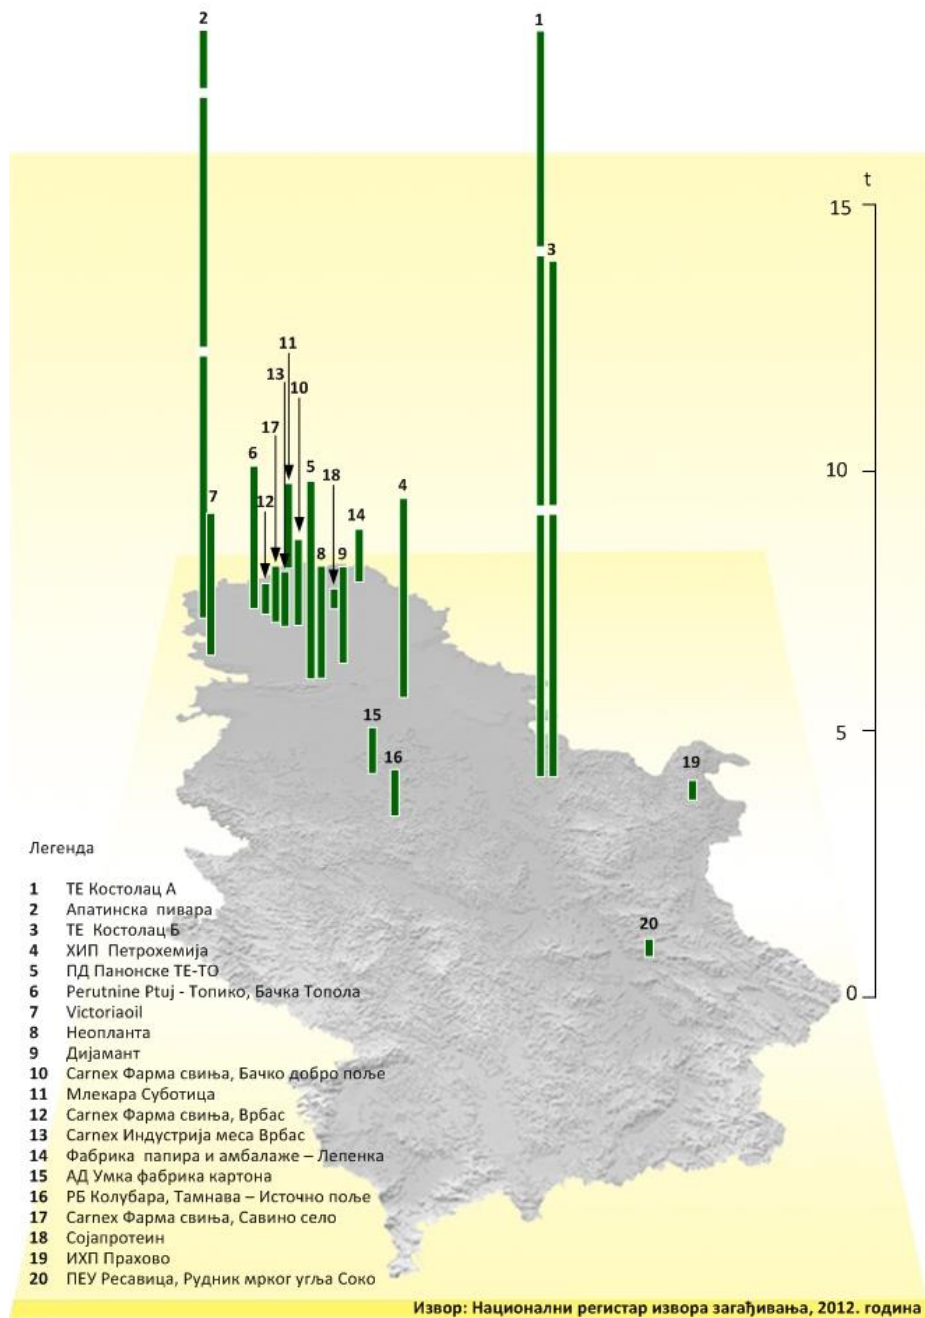 2
1
t
15
3
11
13
10
17
6
5
18
4
10
12
7
14
8
9
5
15
16
19
20
0
Легенда
1 ТЕ Костолац А
2 Апатинска пивара
3 ТЕ Костолац Б
4 ХИП Петрохемија
5 ПД Панонске ТЕ-ТО
6 Perutnine Ptuj - Топико, Бачка Топола
7 Victoriaoil
8 Неопланта
9 Дијамант
10 Carnex Фарма свиња, Бачко добро поље
11 Млекара Суботица
12 Carnex Фарма свиња, Врбас
13 Carnex Индустрија меса Врбас
14 Фабрика папира и амбалаже – Лепенка
15 АД Умка фабрика картона
16 РБ Колубара, Тамнава – Источно поље
17 Carnex Фарма свиња, Савино село
18 Сојапротеин
19 ИХП Прахово
20 ПЕУ Ресавица, Рудник мрког угља Соко
Извор: Национални регистар извора загађивања, 2012. година